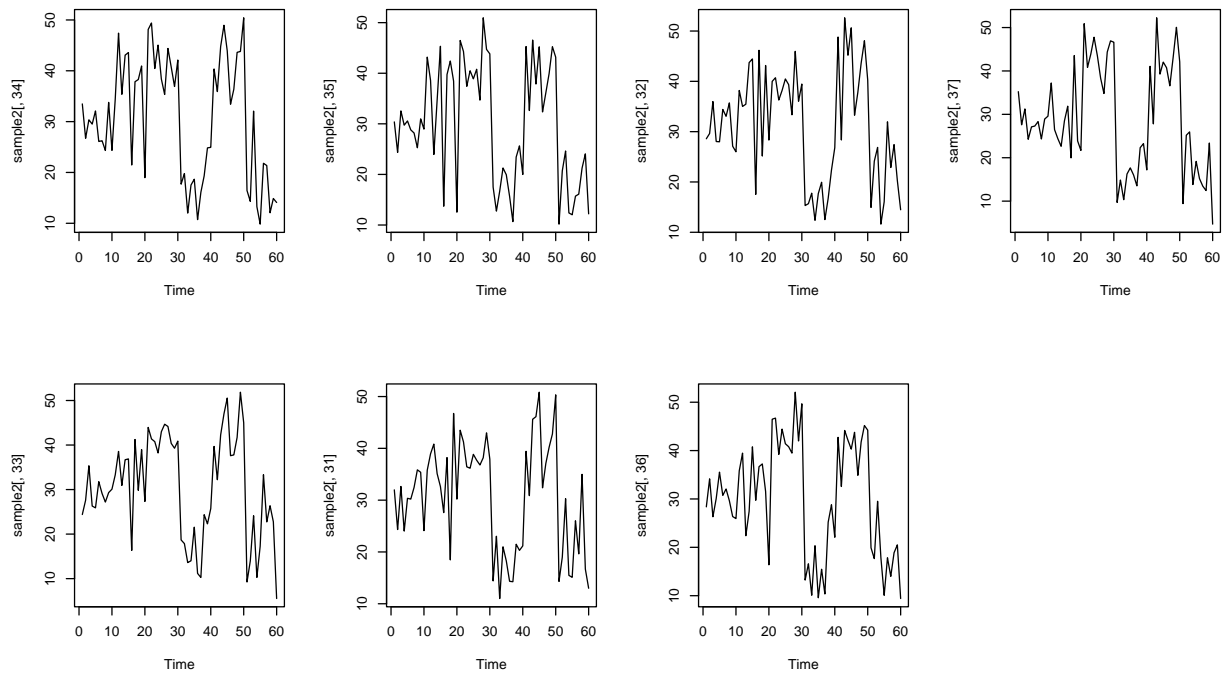 sample2[, 34]
10 20 30 40 50
0 10 20 30 40 50 60
Time
sample2[, 35]
10 20 30 40 50
0 10 20 30 40 50 60
Time
sample2[, 32]
10 20 30 40 50
0 10 20 30 40 50 60
Time
sample2[, 37]
10 20 30 40 50
0 10 20 30 40 50 60
Time
sample2[, 33]
10 20 30 40 50
0 10 20 30 40 50 60
Time
sample2[, 31]
10 20 30 40 50
0 10 20 30 40 50 60
Time
sample2[, 36]
10 20 30 40 50
0 10 20 30 40 50 60
Time